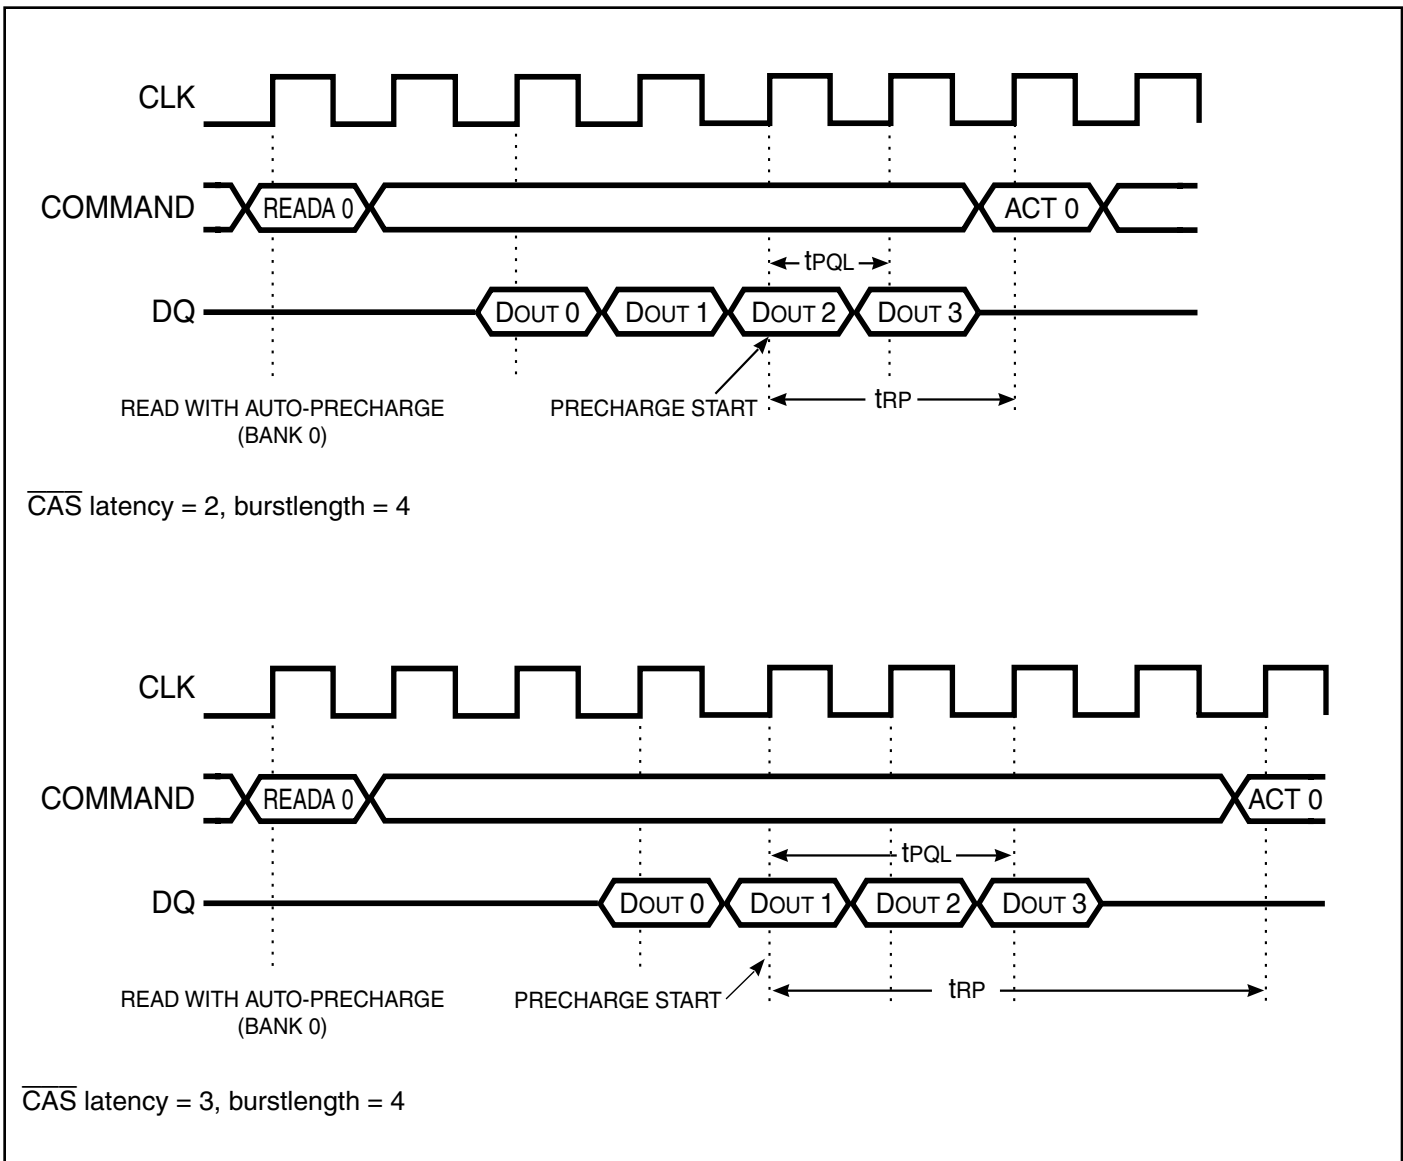 CLK
COMMAND READA 0 ACT 0
tPQL
DQ DOUT 0 DOUT 1 DOUT 2 DOUT 3
READ WITH AUTO-PRECHARGE
(BANK 0)
PRECHARGE START tRP
CAS latency = 2, burstlength = 4
CLK
COMMAND READA 0 ACT 0
tPQL
DQ DOUT 0 DOUT 1 DOUT 2 DOUT 3
READ WITH AUTO-PRECHARGE
(BANK 0)
PRECHARGE START tRP
CAS latency = 3, burstlength = 4